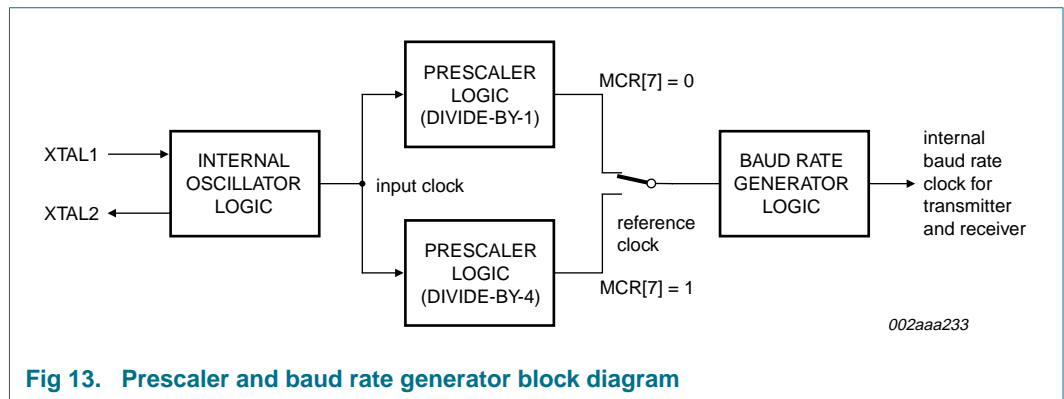 PRESCALER
LOGIC
(DIVIDE-BY-1)
MCR[7] = 0
XTAL1
XTAL2
INTERNAL
OSCILLATOR
LOGIC
input clock
BAUD RATE
GENERATOR
LOGIC
internal
baud rate
clock for
transmitter
and receiver
reference
clock
PRESCALER
LOGIC
(DIVIDE-BY-4)
MCR[7] = 1
002aaa233
Fig 13. Prescaler and baud rate generator block diagram